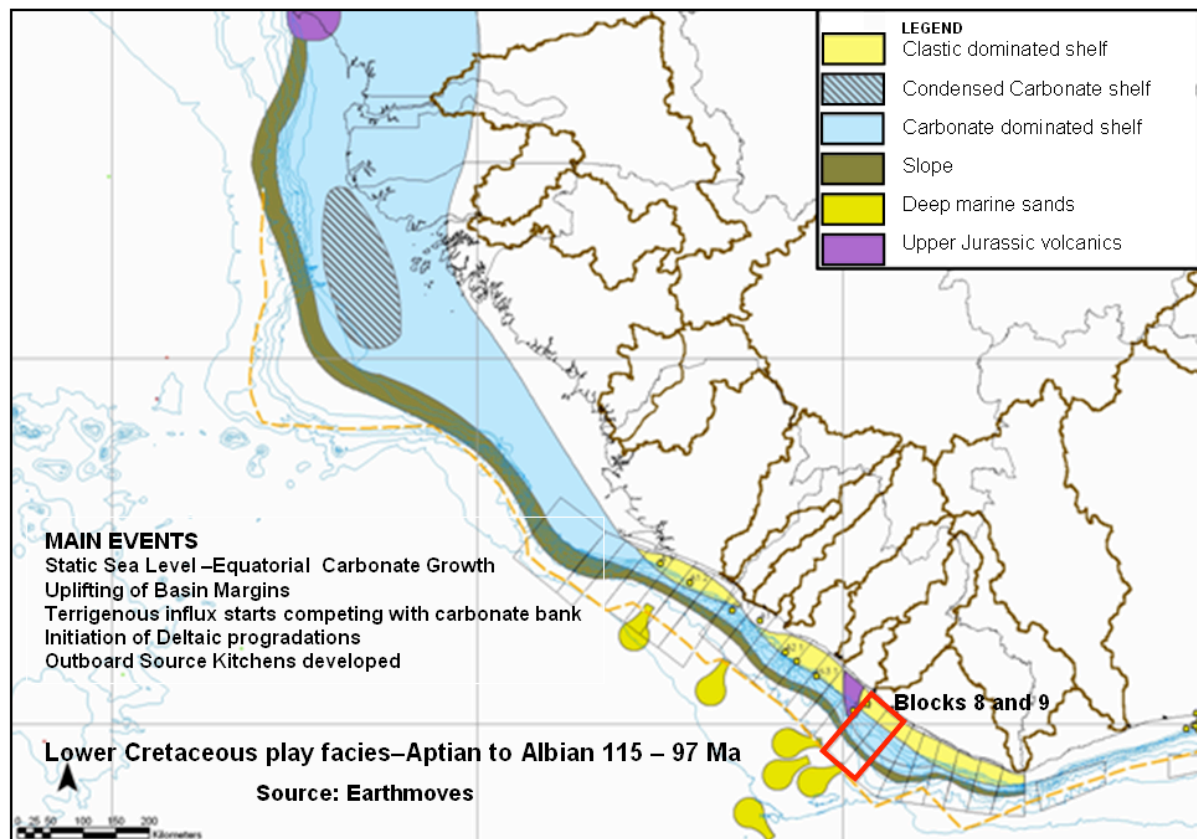 LEGEND
Clastic dominated shelf
Condensed Carbonate shelf
Carbonate dominated shelf
Slope
Deep marine sands
Upper Jurassic volcanics
MAIN EVENTS
Static Sea Level –Equatorial Carbonate Growth
Uplifting of Basin Margins
Terrigenous influx starts competing with carbonate bank
Initiation of Deltaic progradations
Outboard Source Kitchens developed
Blocks 8 and 9
Lower Cretaceous play facies–Aptian to Albian 115 – 97 Ma
Source: Earthmoves
0 25 50 100 150 200
Kilometers